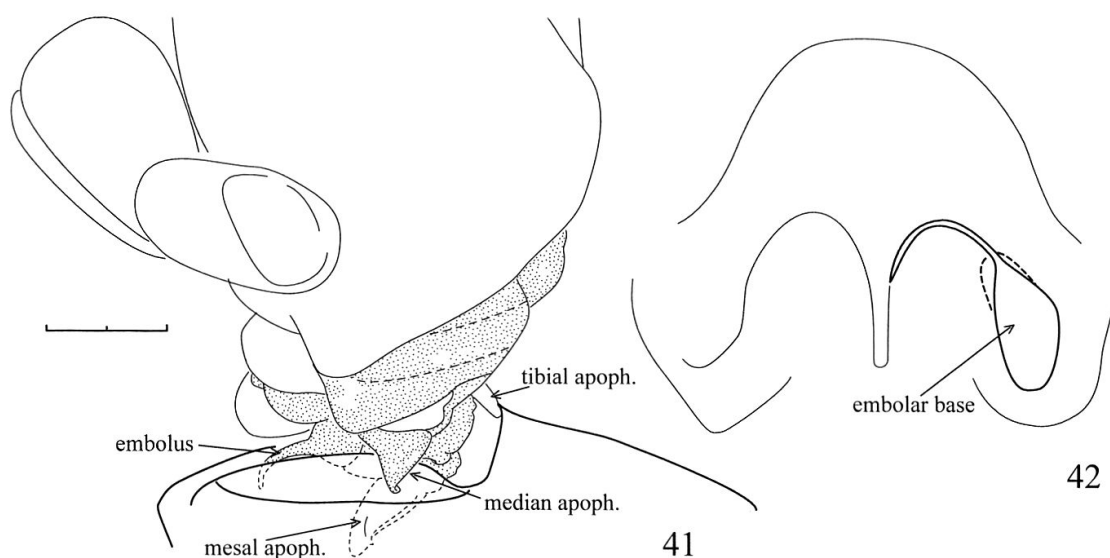 tibial apoph.
embolus
embolar base
median apoph.
mesal apoph.
41
42